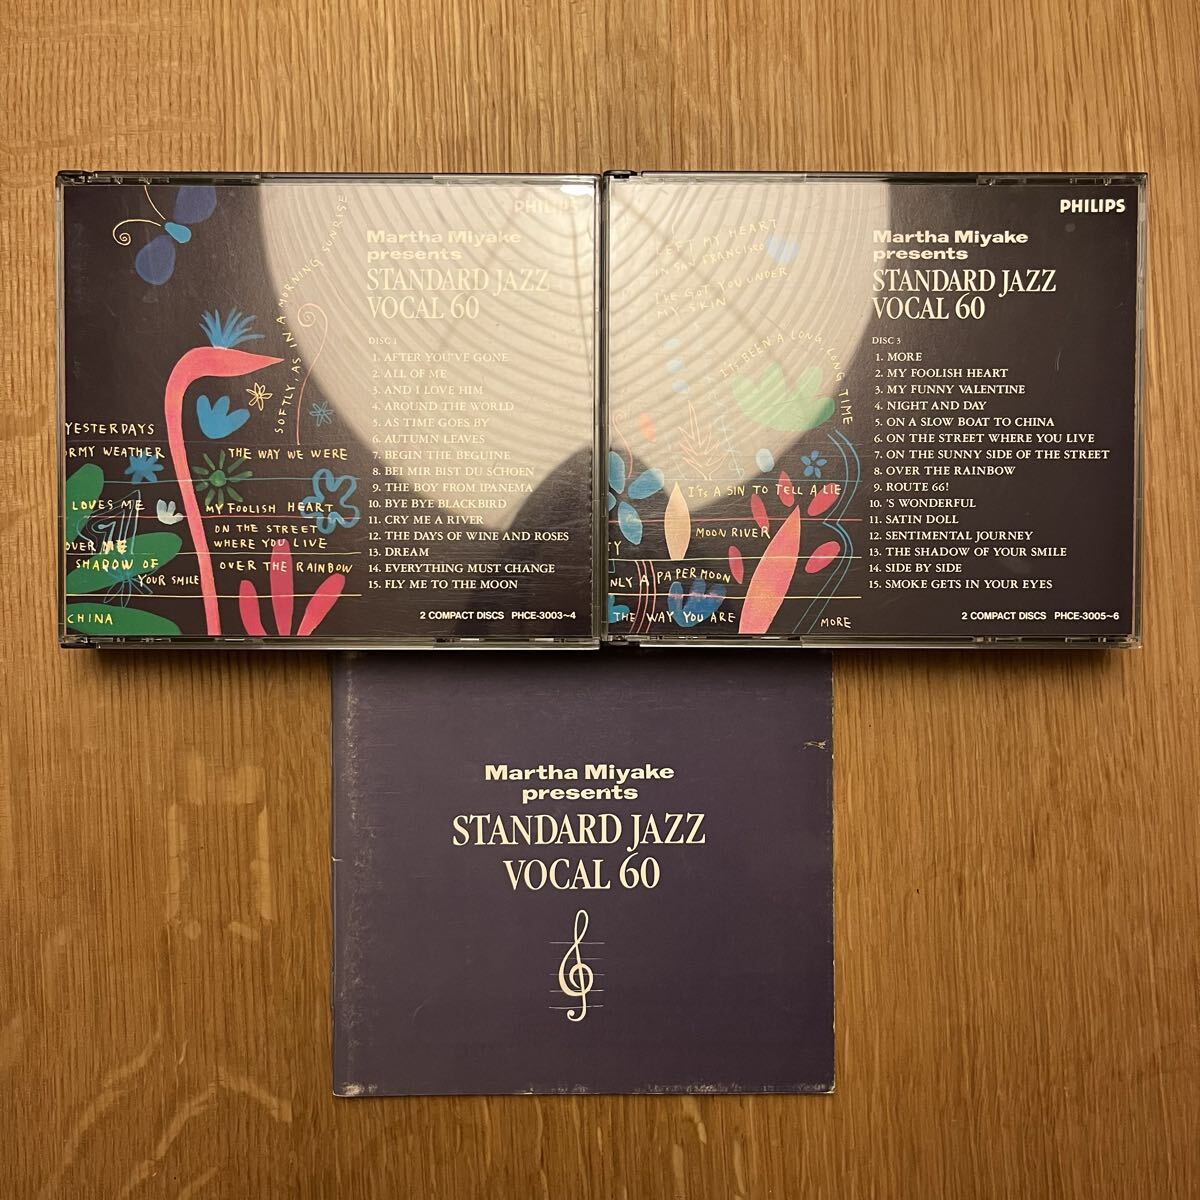 PHILIPS
Martha Miyake
presents
STANDARD JAZZ
VOCAL 60
DISC 1
1. AFTER YOU'VE GONE
2. ALL OF ME
3. AND I LOVE HIM
4. AROUND THE WORLD
5. AS TIME GOES BY
6. AUTUMN LEAVES
7. BEGIN THE BEGUINE
8. BEI MIR BIST DU SCHOEN
9. THE BOY FROM IPANEMA
10. BYE BYE BLACKBIRD
11. CRY ME A RIVER
12. THE DAYS OF WINE AND ROSES
13. DREAM
14. EVERYTHING MUST CHANGE
15. FLY ME TO THE MOON
2 COMPACT DISCS PHCE-3003~4
SOFTLY, AS IN A MORNING SUNRISE
YESTERDAYS
RMY WEATHER
THE WAY WE WERE
LOVES ME
MY FOOLISH HEART
ON THE STREET
WHERE YOU LIVE
OVER ME
SHADOW OF
YOUR SMILE
OVER THE RAINBOW
CHINA
PHILIPS
Martha Miyake
presents
STANDARD JAZZ
VOCAL 60
DISC 3
1. MORE
2. MY FOOLISH HEART
3. MY FUNNY VALENTINE
4. NIGHT AND DAY
5. ON A SLOW BOAT TO CHINA
6. ON THE STREET WHERE YOU LIVE
7. ON THE SUNNY SIDE OF THE STREET
8. OVER THE RAINBOW
9. ROUTE 66!
10. 'S WONDERFUL
11. SATIN DOLL
12. SENTIMENTAL JOURNEY
13. THE SHADOW OF YOUR SMILE
14. SIDE BY SIDE
15. SMOKE GETS IN YOUR EYES
2 COMPACT DISCS PHCE-3005~6
I LEFT MY HEART
IN SAN FRANCISCO
I'VE GOT YOU UNDER
MY SKIN
IT'S BEEN A LONG, LONG TIME
IT'S A SIN TO TELL A LIE
MOON RIVER
TY
ONLY A PAPER MOON
THE WAY YOU ARE
MORE
Martha Miyake
presents
STANDARD JAZZ
VOCAL 60